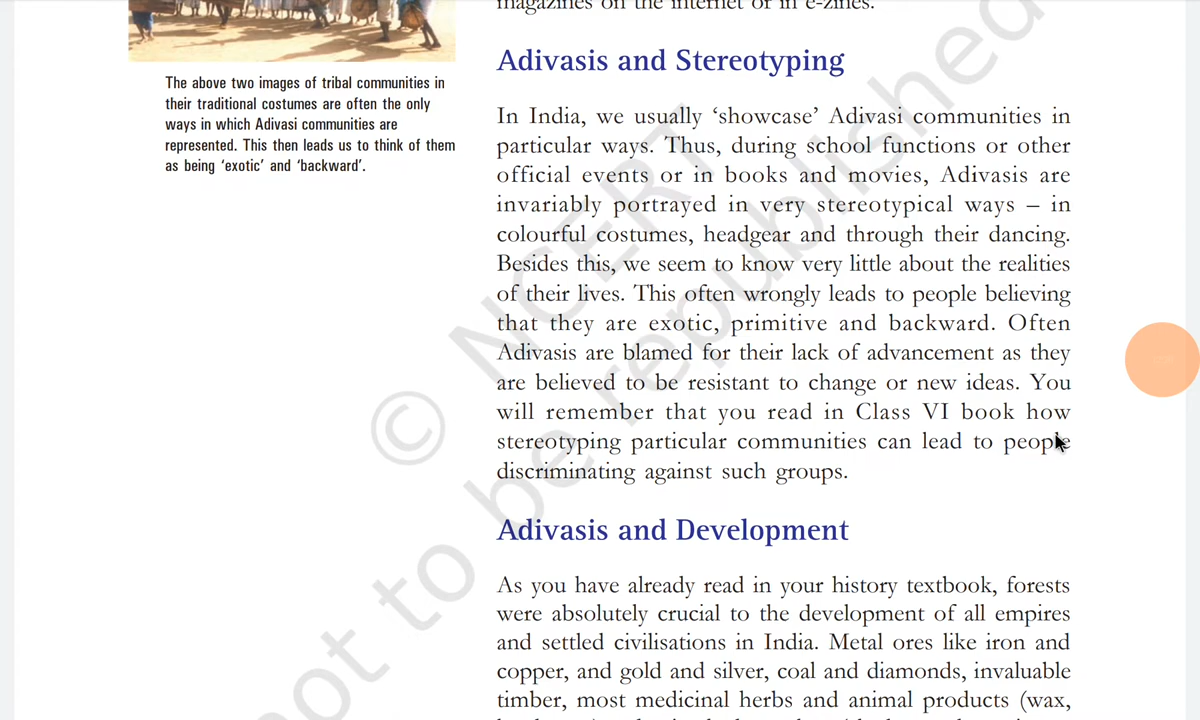 magazines on the internet or in e-zines.
The above two images of tribal communities in
their traditional costumes are often the only
ways in which Adivasi communities are
represented. This then leads us to think of them
as being ‘exotic’ and ‘backward’.
Adivasis and Stereotyping
In India, we usually ‘showcase’ Adivasi communities in
particular ways. Thus, during school functions or other
official events or in books and movies, Adivasis are
invariably portrayed in very stereotypical ways – in
colourful costumes, headgear and through their dancing.
Besides this, we seem to know very little about the realities
of their lives. This often wrongly leads to people believing
that they are exotic, primitive and backward. Often
Adivasis are blamed for their lack of advancement as they
are believed to be resistant to change or new ideas. You
will remember that you read in Class VI book how
stereotyping particular communities can lead to people
discriminating against such groups.
Adivasis and Development
As you have already read in your history textbook, forests
were absolutely crucial to the development of all empires
and settled civilisations in India. Metal ores like iron and
copper, and gold and silver, coal and diamonds, invaluable
timber, most medicinal herbs and animal products (wax,
© NCERT
not to be republished